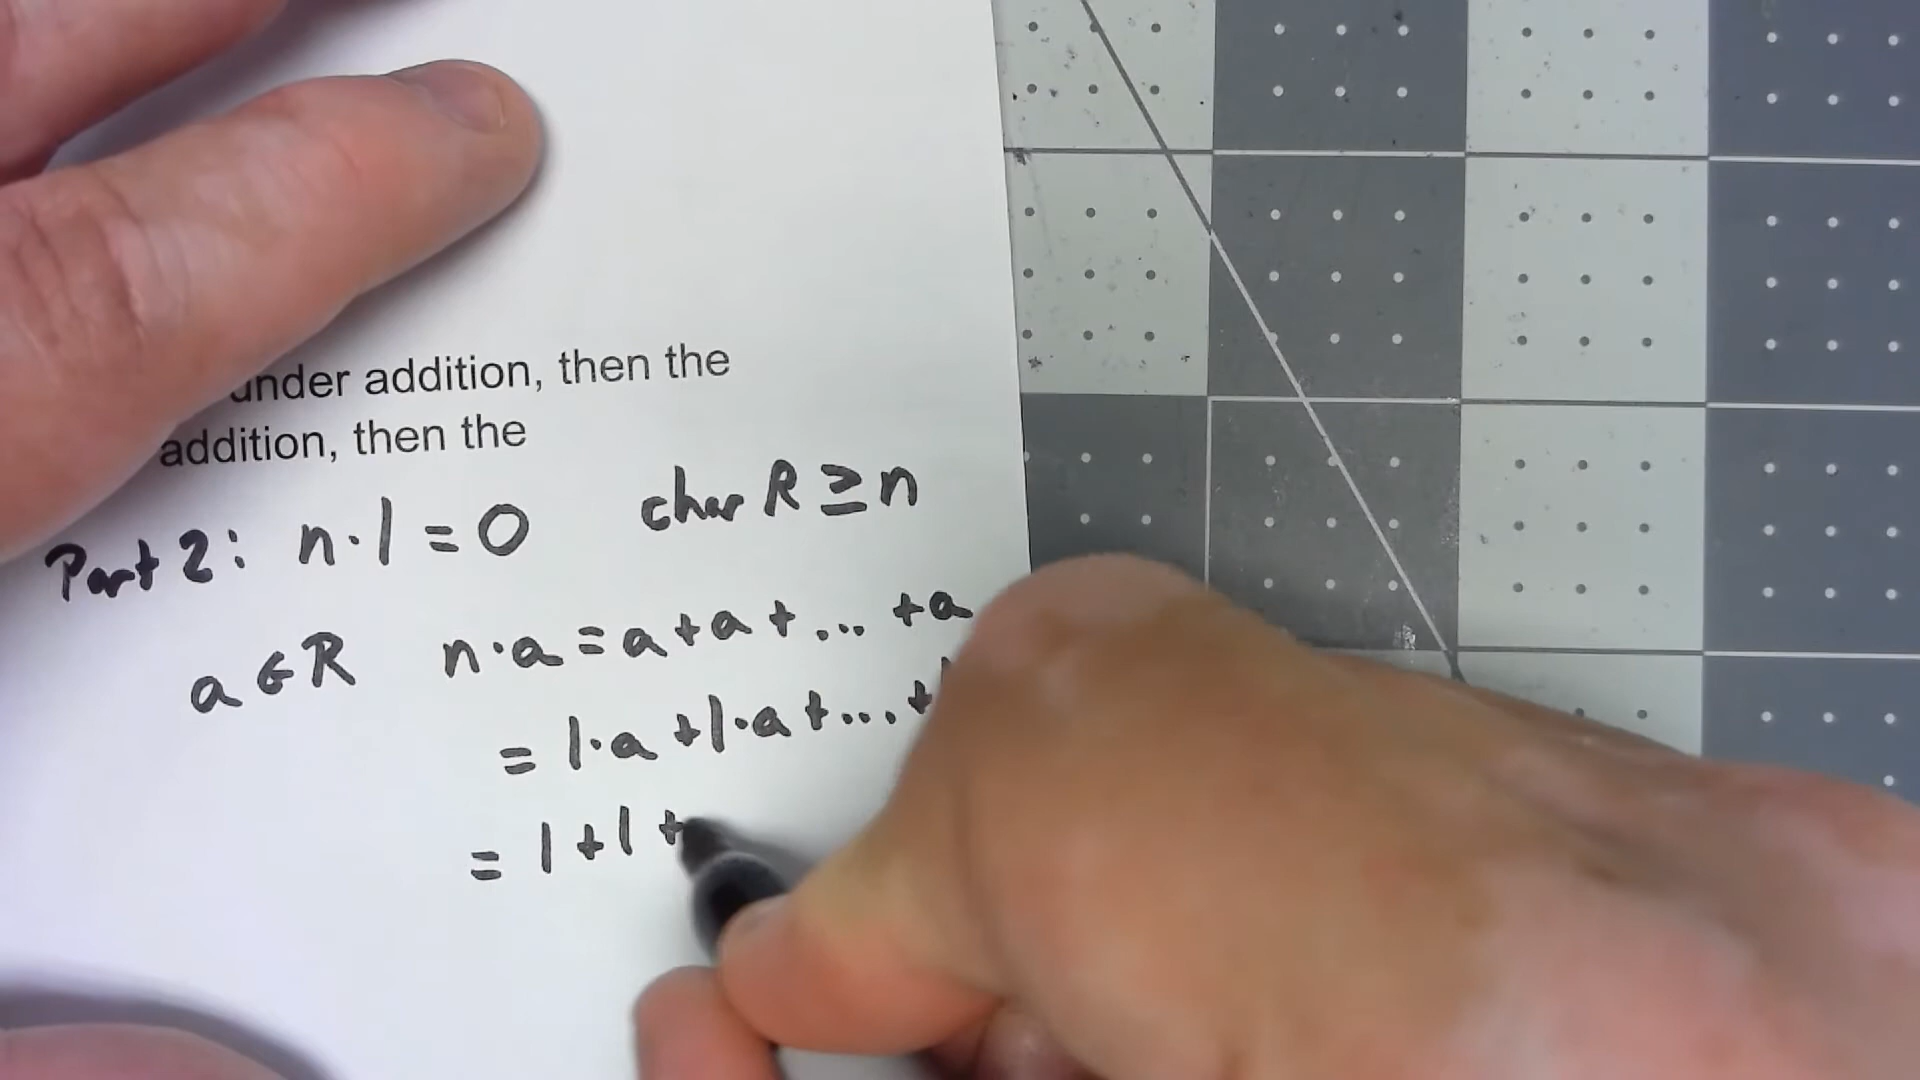 under addition, then the
addition, then the
Part 2: n·1 = 0 char R ≥ n
a∈R n·a = a+a+...+a
= 1·a+1·a+...+
= 1+1+